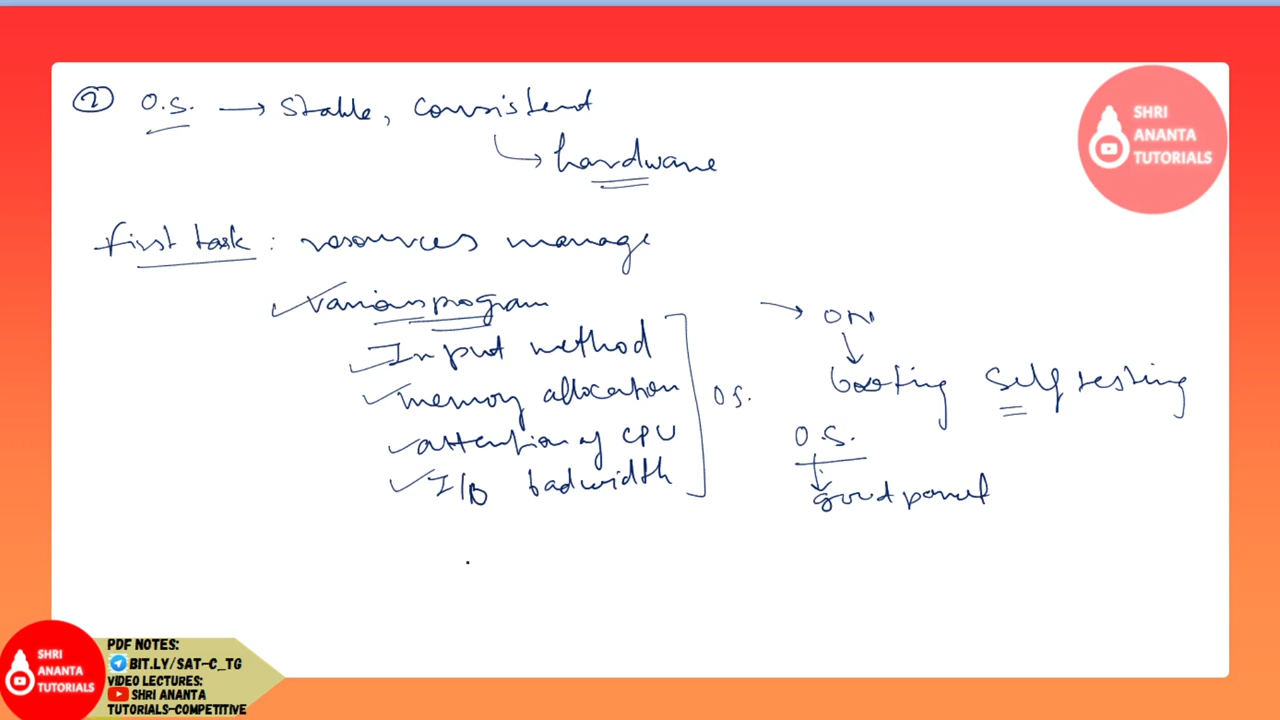 ② O.S. → Stable, Consistent
↳ hardware
first task : resources manage
✓ Various program
✓ Input method
✓ memory allocation
✓ attention of CPU
✓ I/B badwidth
O.S.
→ ON
↓
booting Self testing
O.S.
↓
good
SHRI
ANANTA
TUTORIALS
SHRI
ANANTA
TUTORIALS
PDF NOTES:
BIT.LY/SAT-C_TG
VIDEO LECTURES:
SHRI ANANTA
TUTORIALS-COMPETITIVE